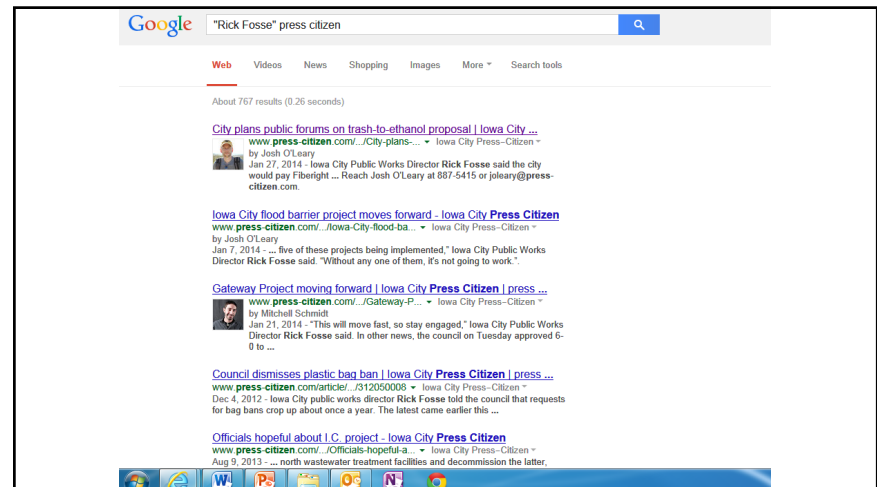 Google
"Rick Fosse" press citizen
Web Videos News Shopping Images More Search tools
About 767 results (0.26 seconds)
City plans public forums on trash-to-ethanol proposal | Iowa City ...
www.press-citizen.com/.../City-plans-... Iowa City Press-Citizen
by Josh O'Leary
Jan 27, 2014 - Iowa City Public Works Director Rick Fosse said the city
would pay Fiberight ... Reach Josh O'Leary at 887-5415 or joleary@press-
citizen.com.
Iowa City flood barrier project moves forward - Iowa City Press Citizen
www.press-citizen.com/.../Iowa-City-flood-ba... Iowa City Press-Citizen
by Josh O'Leary
Jan 7, 2014 - ... five of these projects being implemented," Iowa City Public Works
Director Rick Fosse said. "Without any one of them, it's not going to work.".
Gateway Project moving forward | Iowa City Press Citizen | press ...
www.press-citizen.com/.../Gateway-P... Iowa City Press-Citizen
by Mitchell Schmidt
Jan 21, 2014 - "This will move fast, so stay engaged," Iowa City Public Works
Director Rick Fosse said. In other news, the council on Tuesday approved 6-
0 to ...
Council dismisses plastic bag ban | Iowa City Press Citizen | press ...
www.press-citizen.com/article/.../312050008 Iowa City Press-Citizen
Dec 4, 2012 - Iowa City public works director Rick Fosse told the council that requests
for bag bans crop up about once a year. The latest came earlier this ...
Officials hopeful about I.C. project - Iowa City Press Citizen
www.press-citizen.com/.../Officials-hopeful-a... Iowa City Press-Citizen
Aug 9, 2013 - ... north wastewater treatment facilities and decommission the latter,